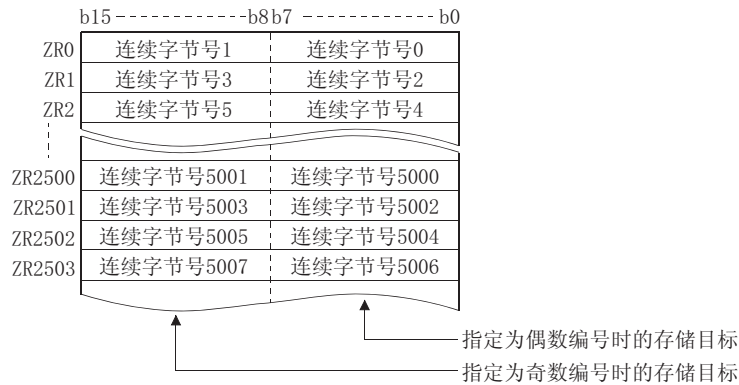 b15 b8 b7 b0
ZR0 连续字节号1 连续字节号0
ZR1 连续字节号3 连续字节号2
ZR2 连续字节号5 连续字节号4
ZR2500 连续字节号5001 连续字节号5000
ZR2501 连续字节号5003 连续字节号5002
ZR2502 连续字节号5005 连续字节号5004
ZR2503 连续字节号5007 连续字节号5006
指定为偶数编号时的存储目标
指定为奇数编号时的存储目标